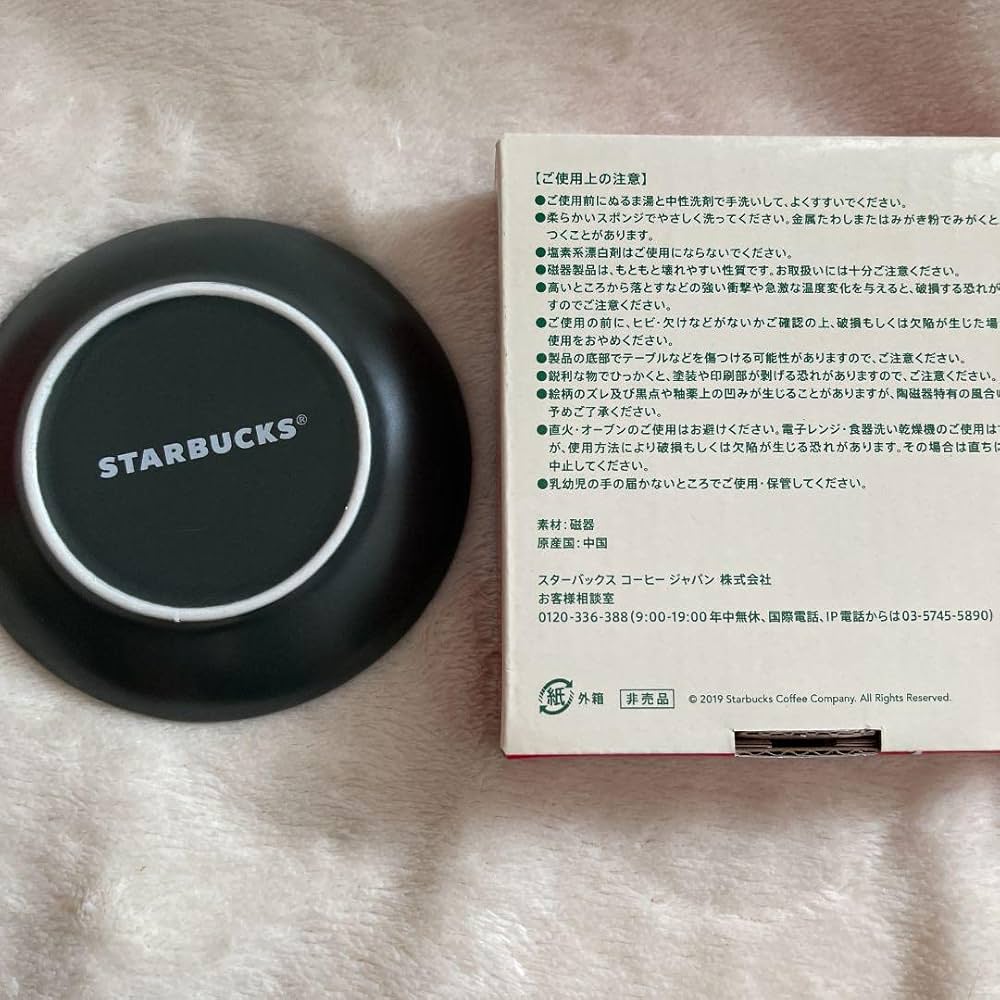 STARBUCKS®
【ご使用上の注意】
●ご使用前にぬるま湯と中性洗剤で手洗いして、よくすすいでください。
●柔らかいスポンジでやさしく洗ってください。金属たわしまたはみがき粉でみがくと
つくことがあります。
●塩素系漂白剤はご使用にならないでください。
●磁器製品は、もともと壊れやすい性質です。お取扱いには十分ご注意ください。
●高いところから落とすなどの強い衝撃や急激な温度変化を与えると、破損する恐れが
すのでご注意ください。
●ご使用の前に、ヒビ・欠けなどがないかご確認の上、破損もしくは欠陥が生じた場
使用をおやめください。
●製品の底部でテーブルなどを傷つける可能性がありますので、ご注意ください。
●鋭利な物でひっかくと、塗装や印刷部が剥げる恐れがありますので、ご注意ください。
●絵柄のズレ及び黒点や釉薬上の凹みが生じることがありますが、陶磁器特有の風合
予めご了承ください。
●直火・オーブンのご使用はお避けください。電子レンジ・食器洗い乾燥機のご使用は
が、使用方法により破損もしくは欠陥が生じる恐れがあります。その場合は直ちに
中止してください。
●乳幼児の手の届かないところでご使用・保管してください。
素材：磁器
原産国：中国
スターバックス コーヒー ジャパン 株式会社
お客様相談室
0120-336-388（9:00-19:00 年中無休、国際電話、IP電話からは03-5745-5890）
紙 外箱 非売品 © 2019 Starbucks Coffee Company. All Rights Reserved.